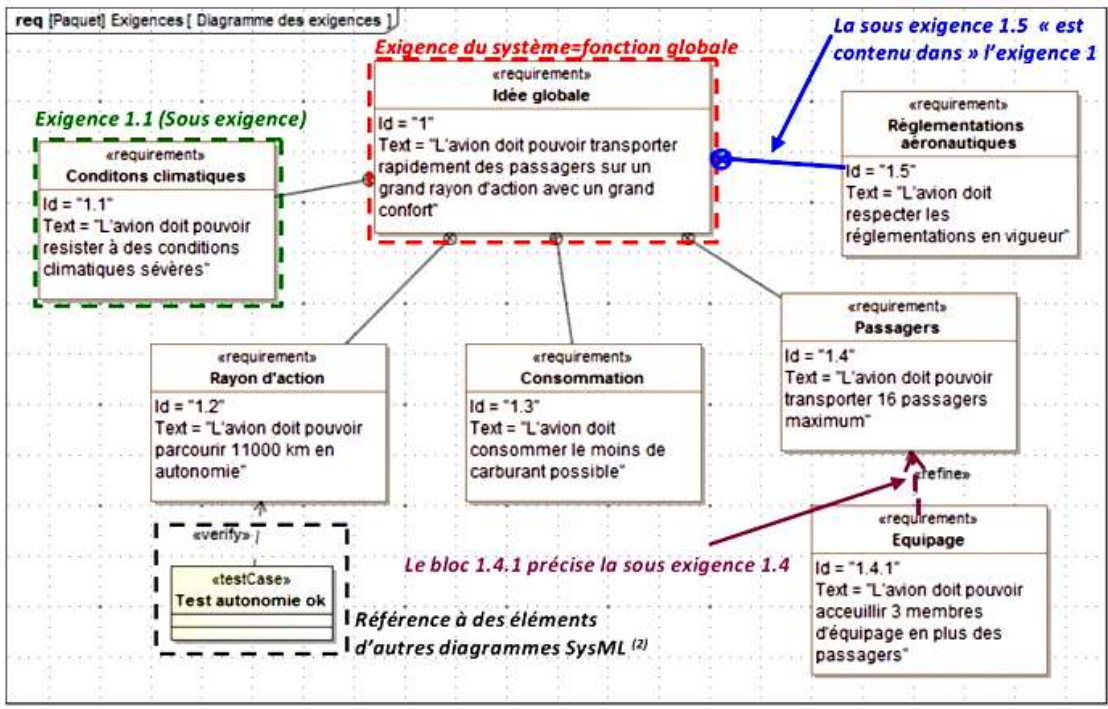 req [Paquet] Exigences [ Diagramme des exigences ]
La sous exigence 1.5 « est
contenu dans » l'exigence 1
Exigence du système=fonction globale
«requirement»
Idée globale
Id = "1"
Text = "L'avion doit pouvoir transporter
rapidement des passagers sur un
grand rayon d'action avec un grand
confort"
«requirement»
Réglementations
aéronautiques
Id = "1.5"
Text = "L'avion doit
respecter les
réglementations en vigueur"
Exigence 1.1 (Sous exigence)
«requirement»
Conditons climatiques
Id = "1.1"
Text = "L'avion doit pouvoir
resister à des conditions
climatiques sévères"
«requirement»
Rayon d'action
Id = "1.2"
Text = "L'avion doit pouvoir
parcourir 11000 km en
autonomie"
«requirement»
Consommation
Id = "1.3"
Text = "L'avion doit
consommer le moins de
carburant possible"
«requirement»
Passagers
Id = "1.4"
Text = "L'avion doit pouvoir
transporter 16 passagers
maximum"
«refine»
«requirement»
Equipage
Id = "1.4.1"
Text = "L'avion doit pouvoir
acceuillir 3 membres
d'équipage en plus des
passagers"
Le bloc 1.4.1 précise la sous exigence 1.4
«verify»
«testCase»
Test autonomie ok
Référence à des éléments
d'autres diagrammes SysML (2)